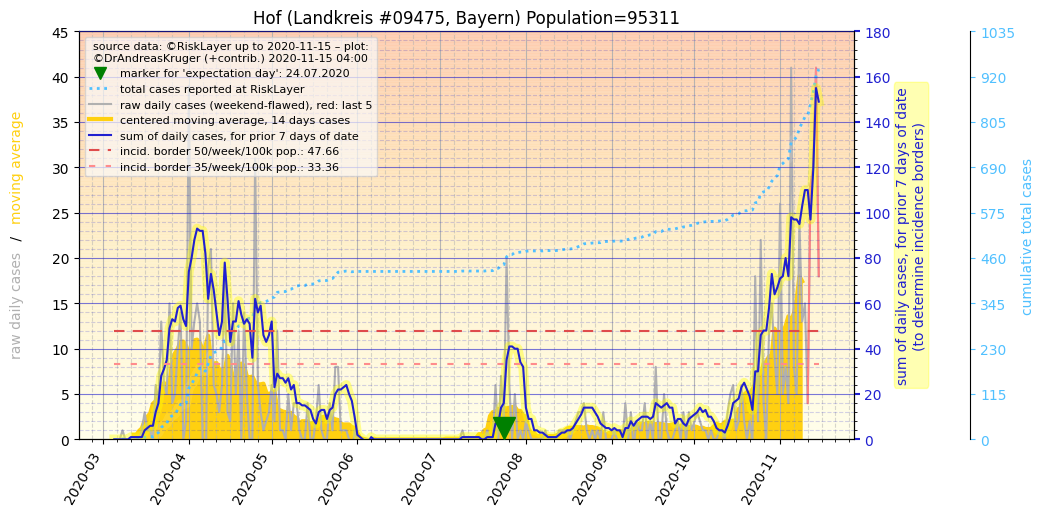 Hof (Landkreis #09475, Bayern) Population=95311
source data: ©RiskLayer up to 2020-11-15 – plot:
©DrAndreasKruger (+contrib.) 2020-11-15 04:00
marker for 'expectation day': 24.07.2020
total cases reported at RiskLayer
raw daily cases (weekend-flawed), red: last 5
centered moving average, 14 days cases
sum of daily cases, for prior 7 days of date
incid. border 50/week/100k pop.: 47.66
incid. border 35/week/100k pop.: 33.36
raw daily cases / moving average
45
40
35
30
25
20
15
10
5
0
2020-03
2020-04
2020-05
2020-06
2020-07
2020-08
2020-09
2020-10
2020-11
180
160
140
120
100
80
60
40
20
0
sum of daily cases, for prior 7 days of date
(to determine incidence borders)
1035
920
805
690
575
460
345
230
115
0
cumulative total cases